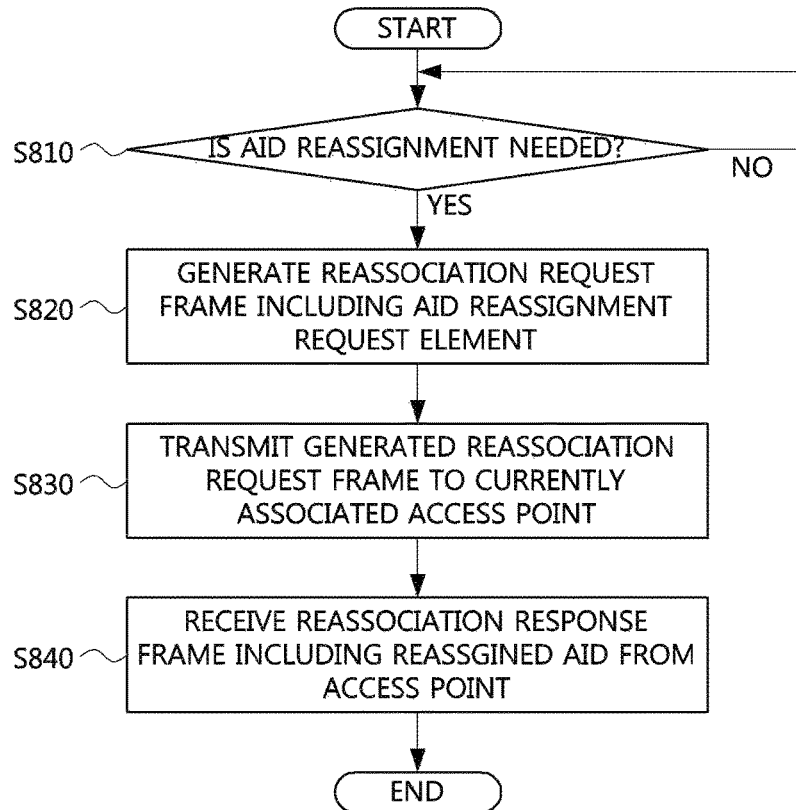 START
S810
IS AID REASSIGNMENT NEEDED?
NO
YES
S820
GENERATE REASSOCIATION REQUEST
FRAME INCLUDING AID REASSIGNMENT
REQUEST ELEMENT
S830
TRANSMIT GENERATED REASSOCIATION
REQUEST FRAME TO CURRENTLY
ASSOCIATED ACCESS POINT
S840
RECEIVE REASSOCIATION RESPONSE
FRAME INCLUDING REASSGINED AID FROM
ACCESS POINT
END